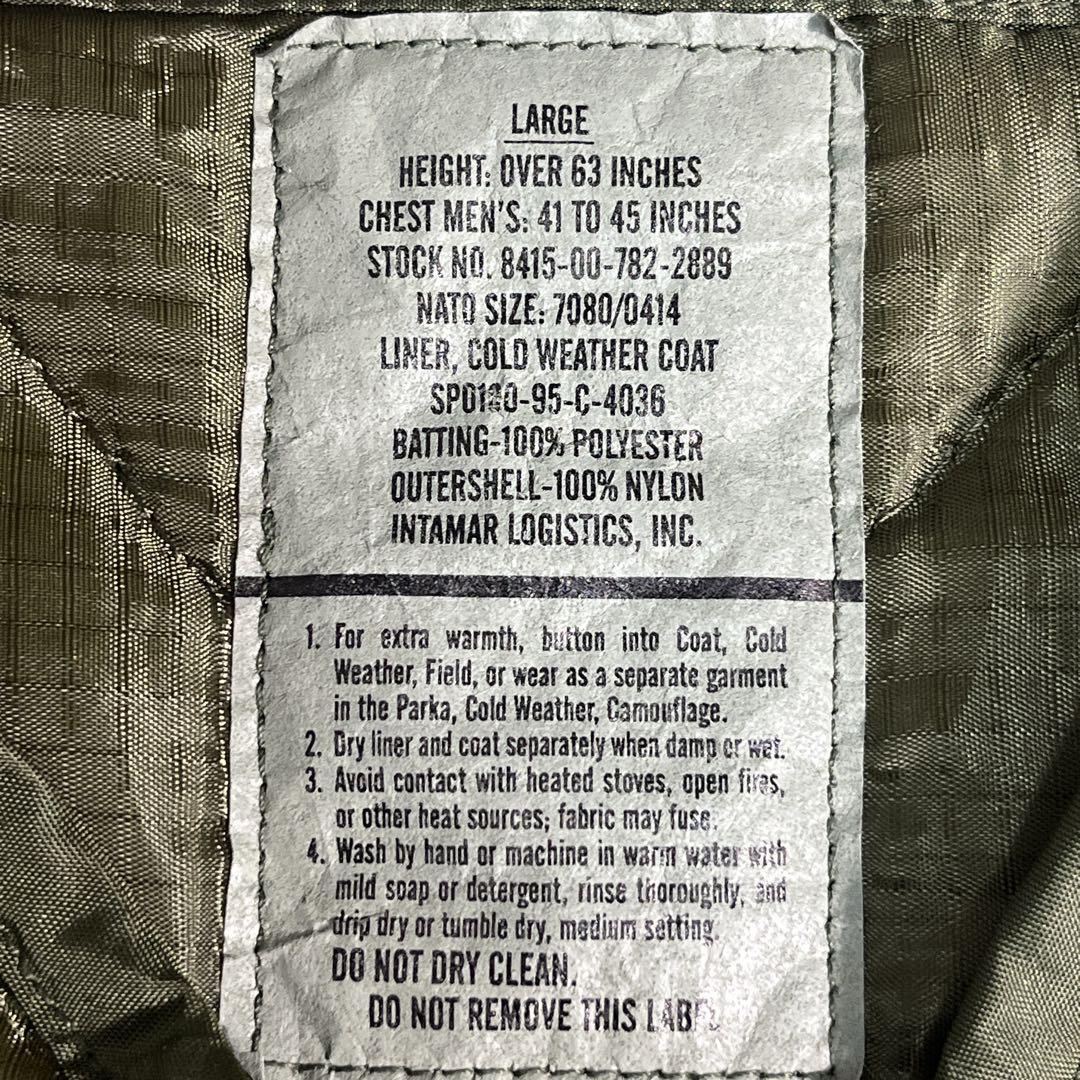 LARGE
HEIGHT: OVER 63 INCHES
CHEST MEN'S: 41 TO 45 INCHES
STOCK NO. 8415-00-782-2889
NATO SIZE: 7080/0414
LINER, COLD WEATHER COAT
SPO100-95-C-4036
BATTING-100% POLYESTER
OUTERSHELL-100% NYLON
INTAMAR LOGISTICS, INC.
1. For extra warmth, button into Coat, Cold
Weather, Field, or wear as a separate garment
in the Parka, Cold Weather, Camouflage.
2. Dry liner and coat separately when damp or wet.
3. Avoid contact with heated stoves, open fires,
or other heat sources; fabric may fuse.
4. Wash by hand or machine in warm water with
mild soap or detergent, rinse thoroughly, and
drip dry or tumble dry, medium setting.
DO NOT DRY CLEAN.
DO NOT REMOVE THIS LABEL